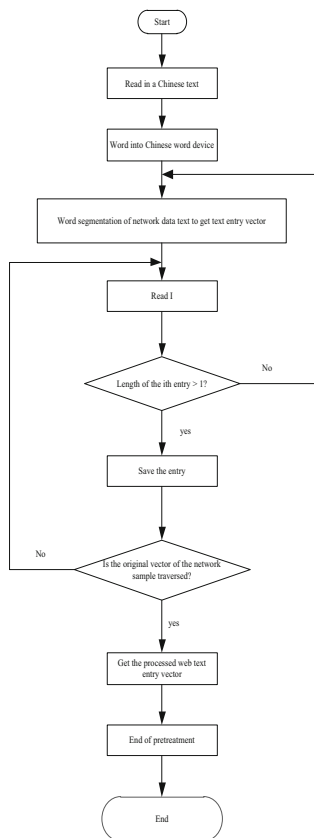 Start
Read in a Chinese text
Word into Chinese word device
Word segmentation of network data text to get text entry vector
Read I
Length of the ith entry > 1?
No
yes
Save the entry
Is the original vector of the network
sample traversed?
No
yes
Get the processed web text
entry vector
End of pretreatment
End